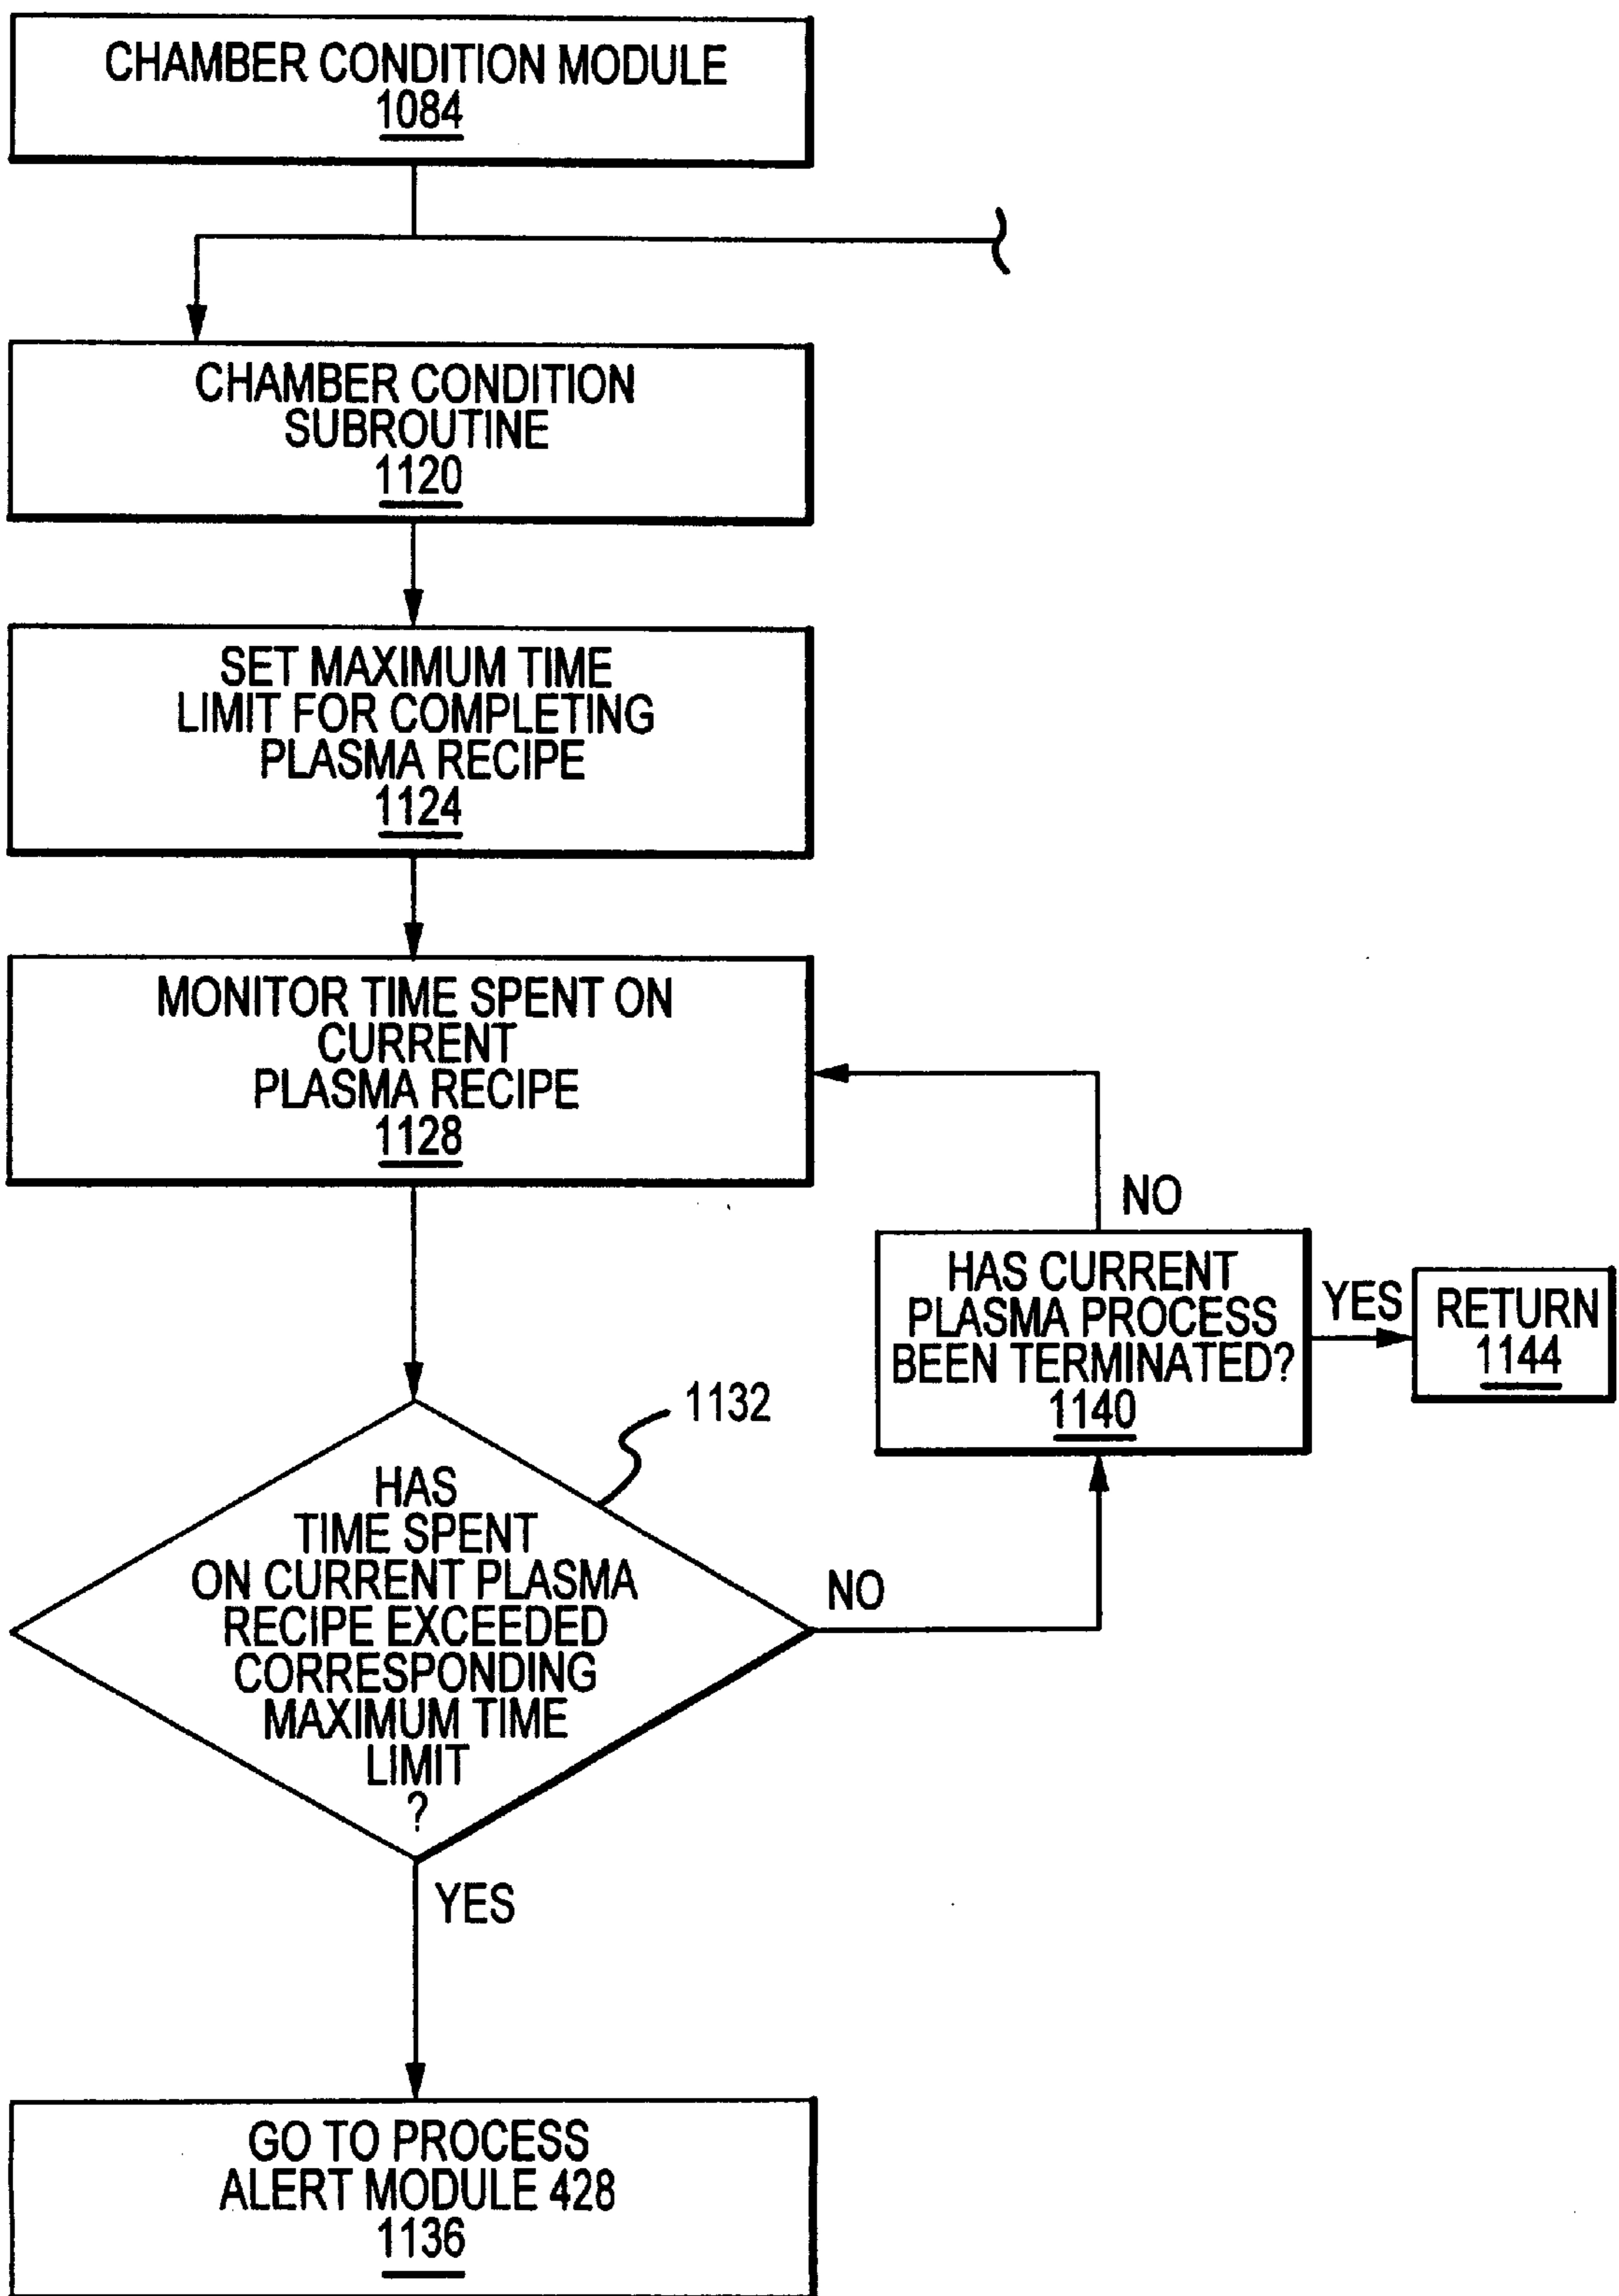 CHAMBER CONDITION MODULE
1084
CHAMBER CONDITION
SUBROUTINE
1120
SET MAXIMUM TIME
LIMIT FOR COMPLETING
PLASMA RECIPE
1124
MONITOR TIME SPENT ON
CURRENT
PLASMA RECIPE
1128
NO
HAS CURRENT
PLASMA PROCESS
BEEN TERMINATED?
1140
YES
RETURN
1144
1132
HAS
TIME SPENT
ON CURRENT PLASMA
RECIPE EXCEEDED
CORRESPONDING
MAXIMUM TIME
LIMIT
?
NO
YES
GO TO PROCESS
ALERT MODULE 428
1136